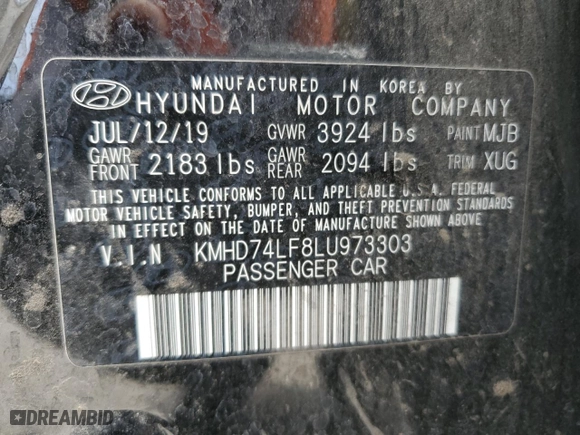 MANUFACTURED IN KOREA BY
HYUNDAI MOTOR COMPANY
JUL/12/19 GVWR 3924 lbs PAINT MJB
GAWR FRONT 2183 lbs GAWR REAR 2094 lbs TRIM XUG
THIS VEHICLE CONFORMS TO ALL APPLICABLE U.S.A. FEDERAL
MOTOR VEHICLE SAFETY, BUMPER, AND THEFT PREVENTION STANDARDS
IN EFFECT ON THE DATE OF MANUFACTURE SHOWN ABOVE
V.I.N KMHD74LF8LU973303
PASSENGER CAR
DREAMBID